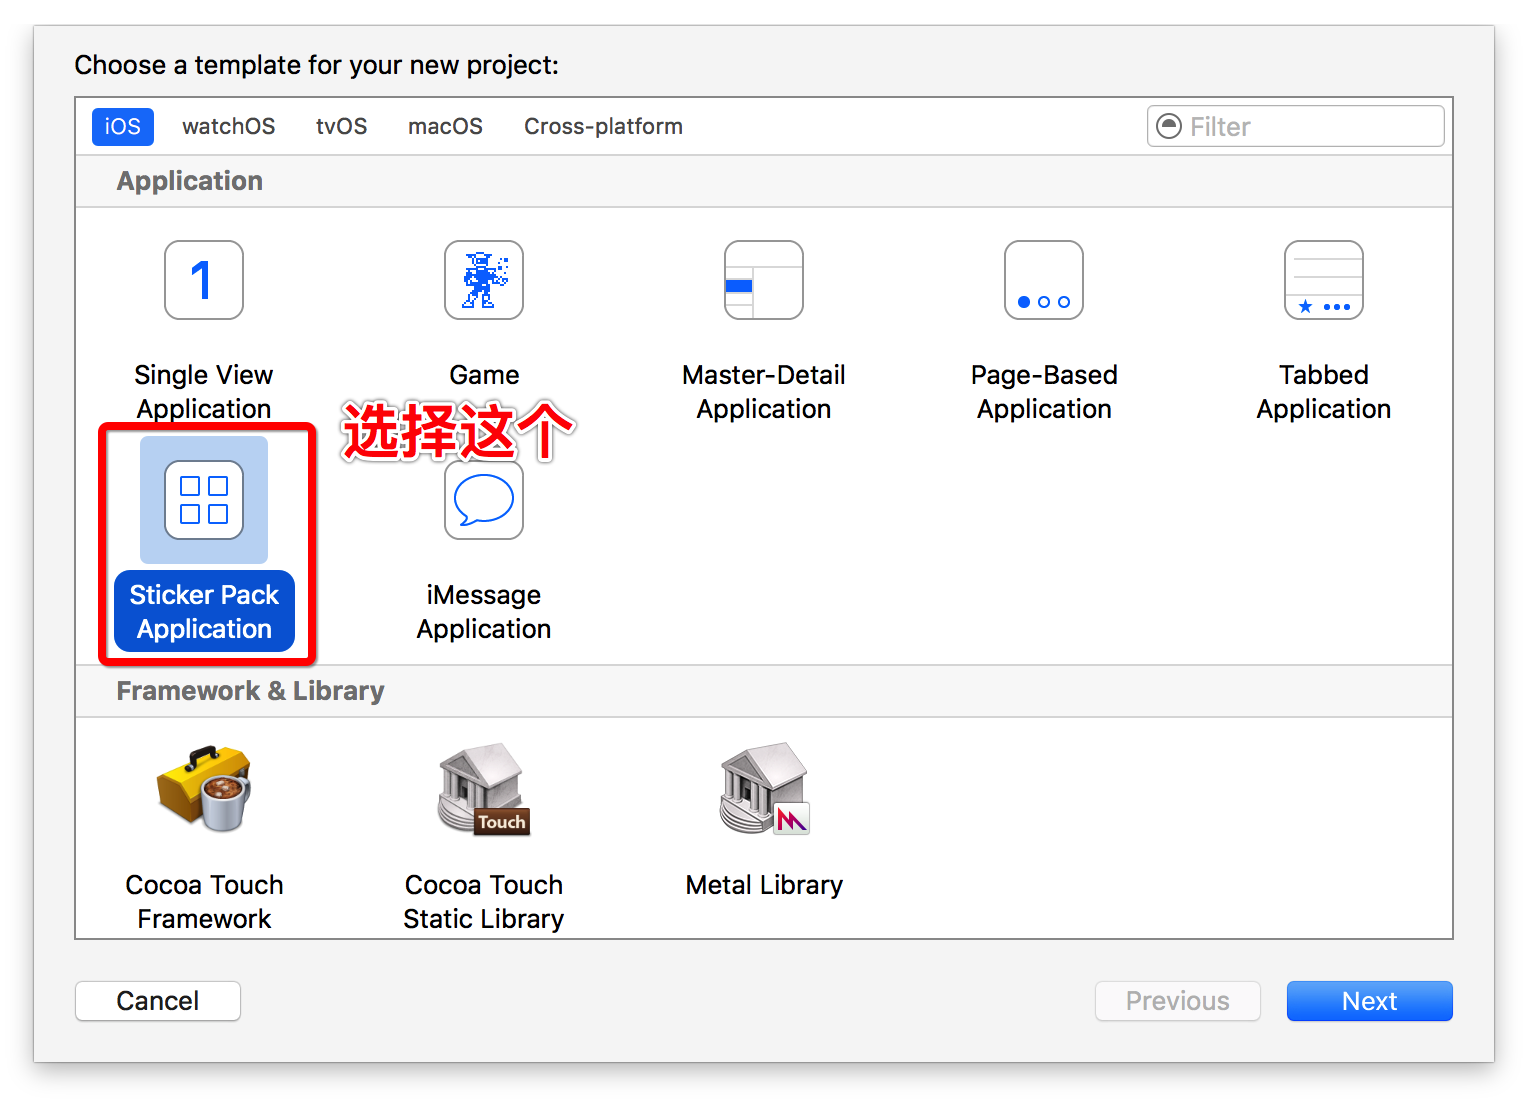 Choose a template for your new project:
iOS watchOS tvOS macOS Cross-platform Filter
Application
1
Single View
Application
Game
Master-Detail
Application
Page-Based
Application
Tabbed
Application
选择这个
Sticker Pack
Application
iMessage
Application
Framework & Library
Touch
Cocoa Touch
Framework
Cocoa Touch
Static Library
Metal Library
Cancel
Previous
Next